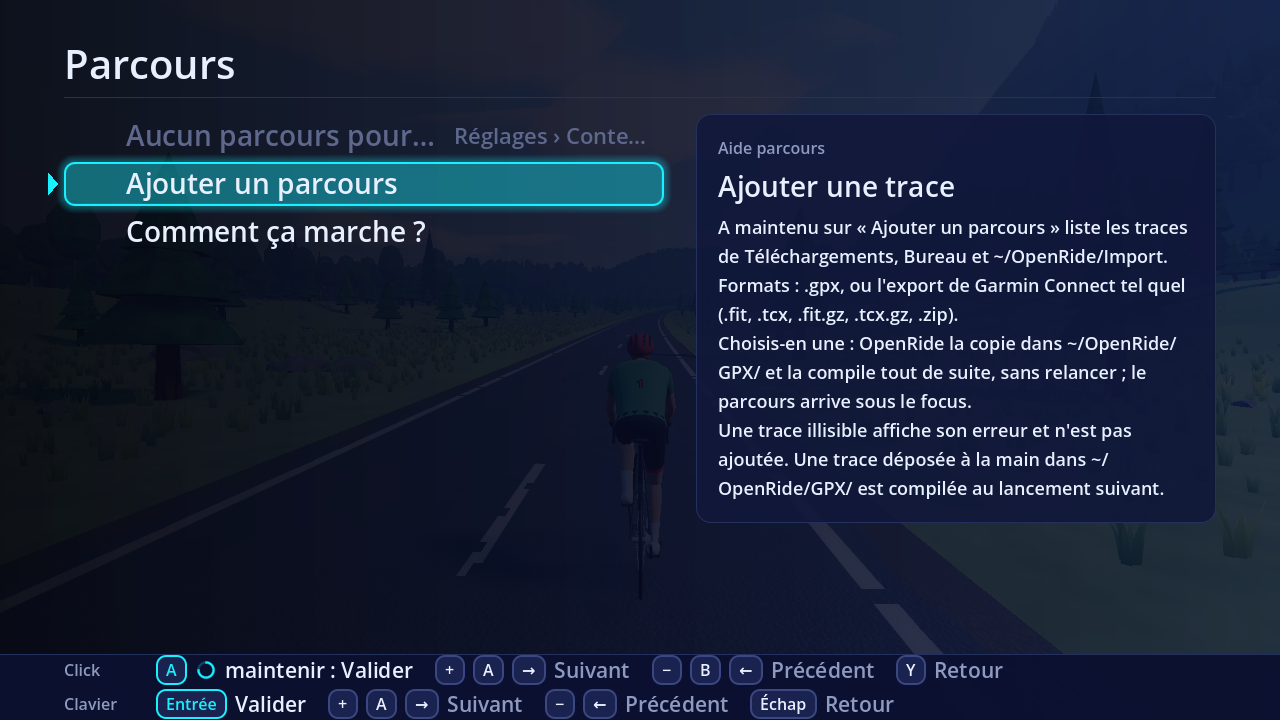 Parcours
Aucun parcours pour... Réglages › Conte...
Ajouter un parcours
Comment ça marche ?
Aide parcours
Ajouter une trace
A maintenu sur « Ajouter un parcours » liste les traces
de Téléchargements, Bureau et ~/OpenRide/Import.
Formats : .gpx, ou l'export de Garmin Connect tel quel
(.fit, .tcx, .fit.gz, .tcx.gz, .zip).
Choisis-en une : OpenRide la copie dans ~/OpenRide/
GPX/ et la compile tout de suite, sans relancer ; le
parcours arrive sous le focus.
Une trace illisible affiche son erreur et n'est pas
ajoutée. Une trace déposée à la main dans ~/
OpenRide/GPX/ est compilée au lancement suivant.
Click A maintenir : Valider + A → Suivant − B ← Précédent Y Retour
Clavier Entrée Valider + A → Suivant − ← Précédent Échap Retour